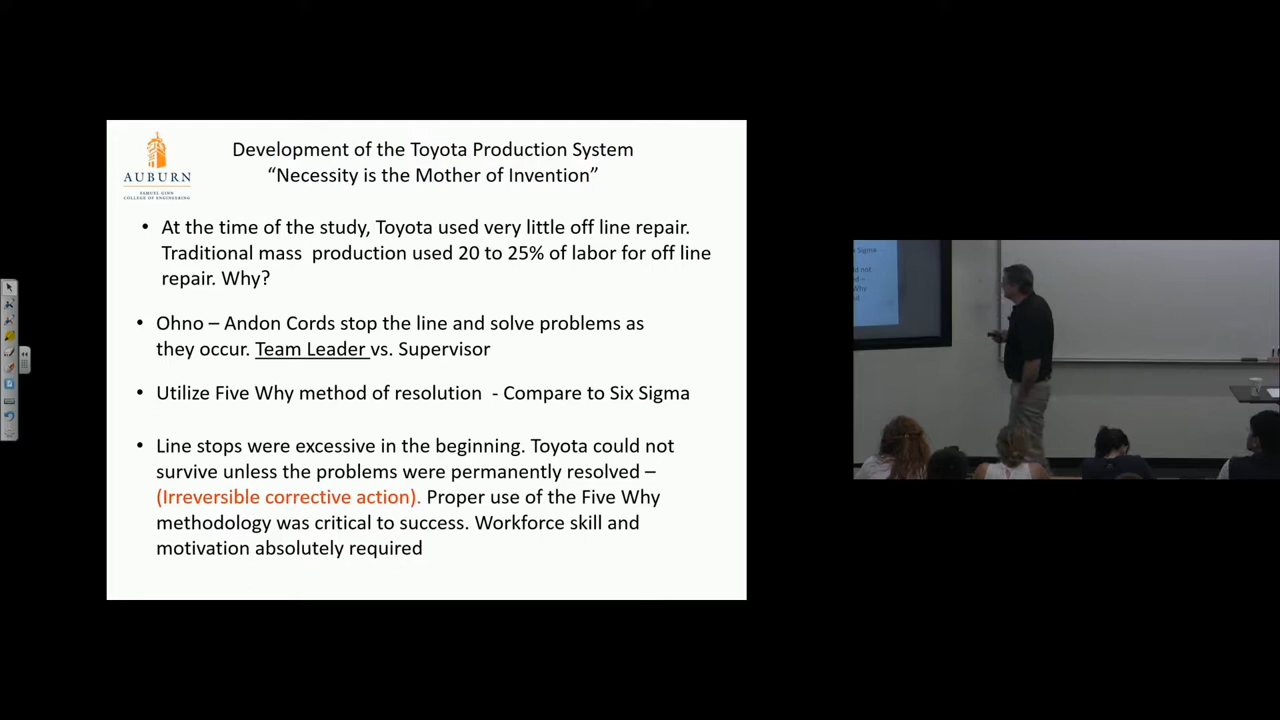 Development of the Toyota Production System
“Necessity is the Mother of Invention”
AUBURN
SAMUEL GINN
COLLEGE OF ENGINEERING
• At the time of the study, Toyota used very little off line repair.
Traditional mass  production used 20 to 25% of labor for off line
repair. Why?
• Ohno – Andon Cords stop the line and solve problems as
they occur. Team Leader vs. Supervisor
• Utilize Five Why method of resolution  - Compare to Six Sigma
• Line stops were excessive in the beginning. Toyota could not
survive unless the problems were permanently resolved –
(Irreversible corrective action). Proper use of the Five Why
methodology was critical to success. Workforce skill and
motivation absolutely required
x Sigma
d not
ed –
Why